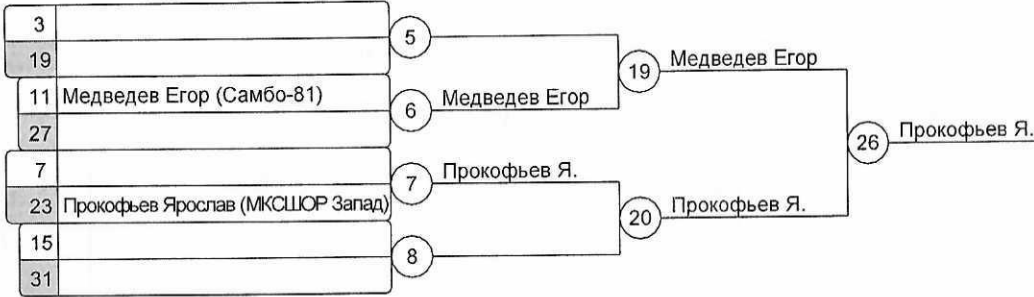 3
5
19
Медведев Егор
19
11 Медведев Егор (Самбо-81)
6
Медведев Егор
27
26
Прокофьев Я.
7
7
Прокофьев Я.
23 Прокофьев Ярослав (МКСШОР Запад)
20
Прокофьев Я.
15
8
31